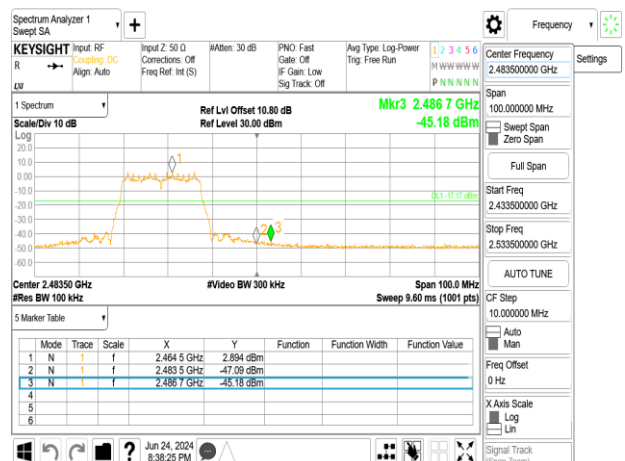 Spectrum Analyzer 1
Swept SA
+
Frequency
KEYSIGHT
R
Input: RF
Coupling: DC
Align: Auto
Input Z: 50 Ω
Corrections: Off
Freq Ref: Int (S)
#Atten: 30 dB
PNO: Fast
Gate: Off
IF Gain: Low
Sig Track: Off
Avg Type: Log-Power
Trig: Free Run
1 2 3 4 5 6
M W W W W W
P N N N N N
Center Frequency
2.483500000 GHz
Settings
Span
100.000000 MHz
Swept Span
Zero Span
Full Span
Start Freq
2.433500000 GHz
Stop Freq
2.533500000 GHz
AUTO TUNE
CF Step
10.000000 MHz
Auto
Man
Freq Offset
0 Hz
X Axis Scale
Log
Lin
Signal Track
(Span Zoom)
1 Spectrum
Scale/Div 10 dB
Ref Lvl Offset 10.80 dB
Ref Level 30.00 dBm
Mkr3 2.486 7 GHz
-45.18 dBm
Log
20.0
10.0
0.00
-10.0
-20.0
-30.0
-40.0
-50.0
-60.0
1
2
3
DL1 -17.17 dBm
Center 2.48350 GHz
#Res BW 100 kHz
#Video BW 300 kHz
Span 100.0 MHz
Sweep 9.60 ms (1001 pts)
5 Marker Table
Mode Trace Scale X Y Function Function Width Function Value
1 N 1 f 2.464 5 GHz 2.894 dBm
2 N 1 f 2.483 5 GHz -47.09 dBm
3 N 1 f 2.486 7 GHz -45.18 dBm
4
5
6
?
Jun 24, 2024
8:38:25 PM